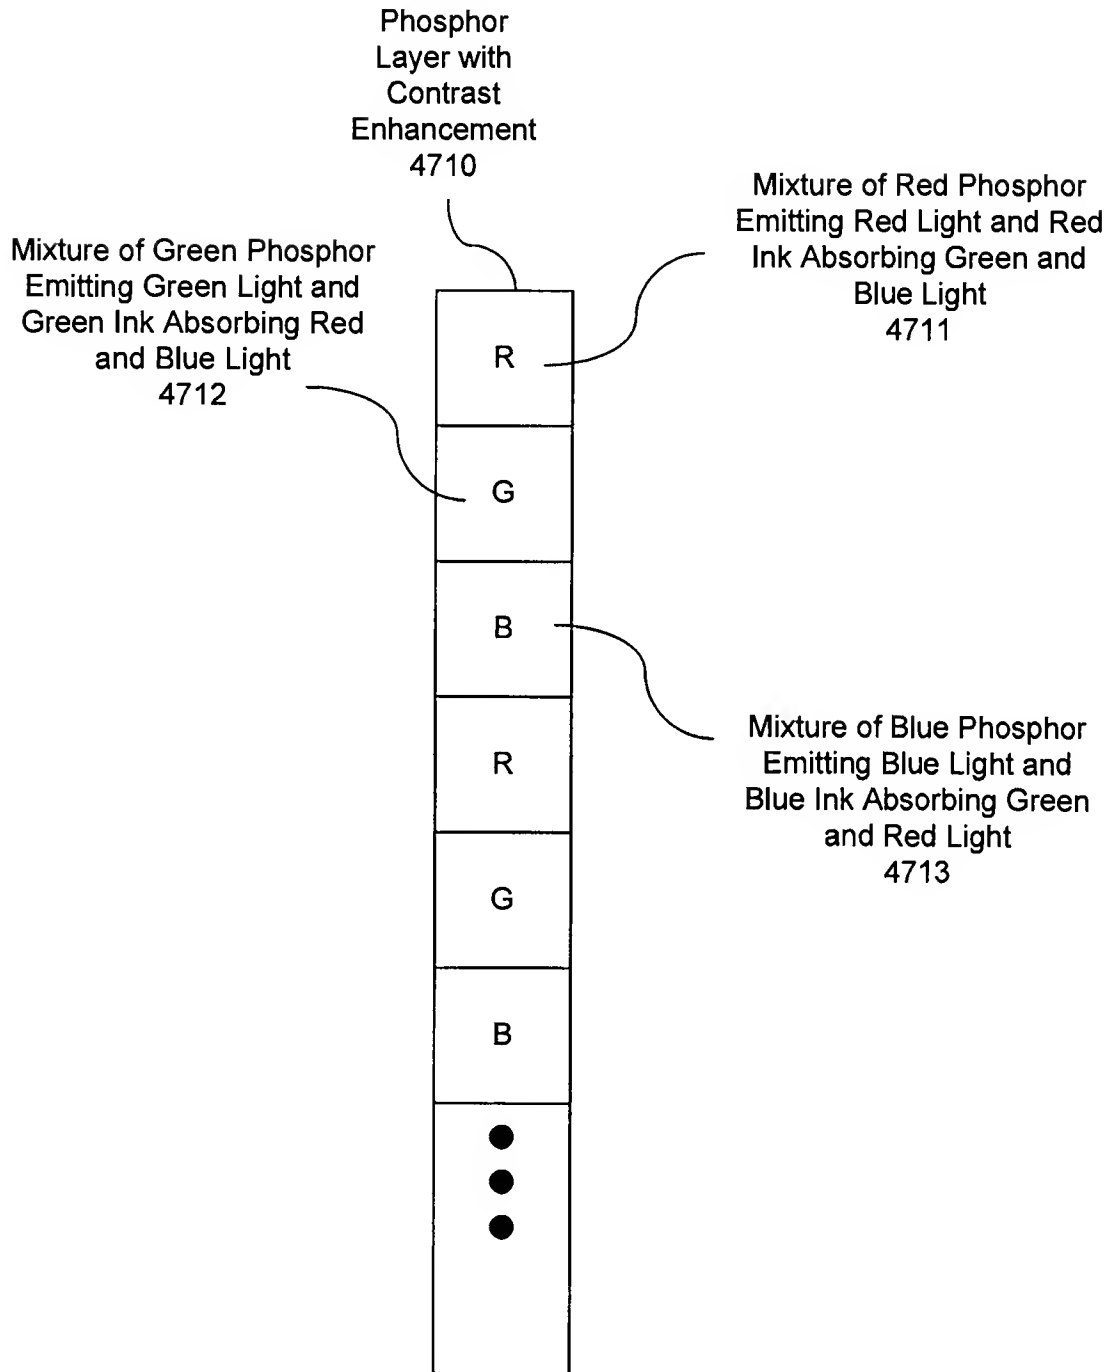 Phosphor
Layer with
Contrast
Enhancement
4710
Mixture of Red Phosphor
Emitting Red Light and Red
Ink Absorbing Green and
Blue Light
4711
Mixture of Green Phosphor
Emitting Green Light and
Green Ink Absorbing Red
and Blue Light
4712
R
G
B
R
G
B
Mixture of Blue Phosphor
Emitting Blue Light and
Blue Ink Absorbing Green
and Red Light
4713